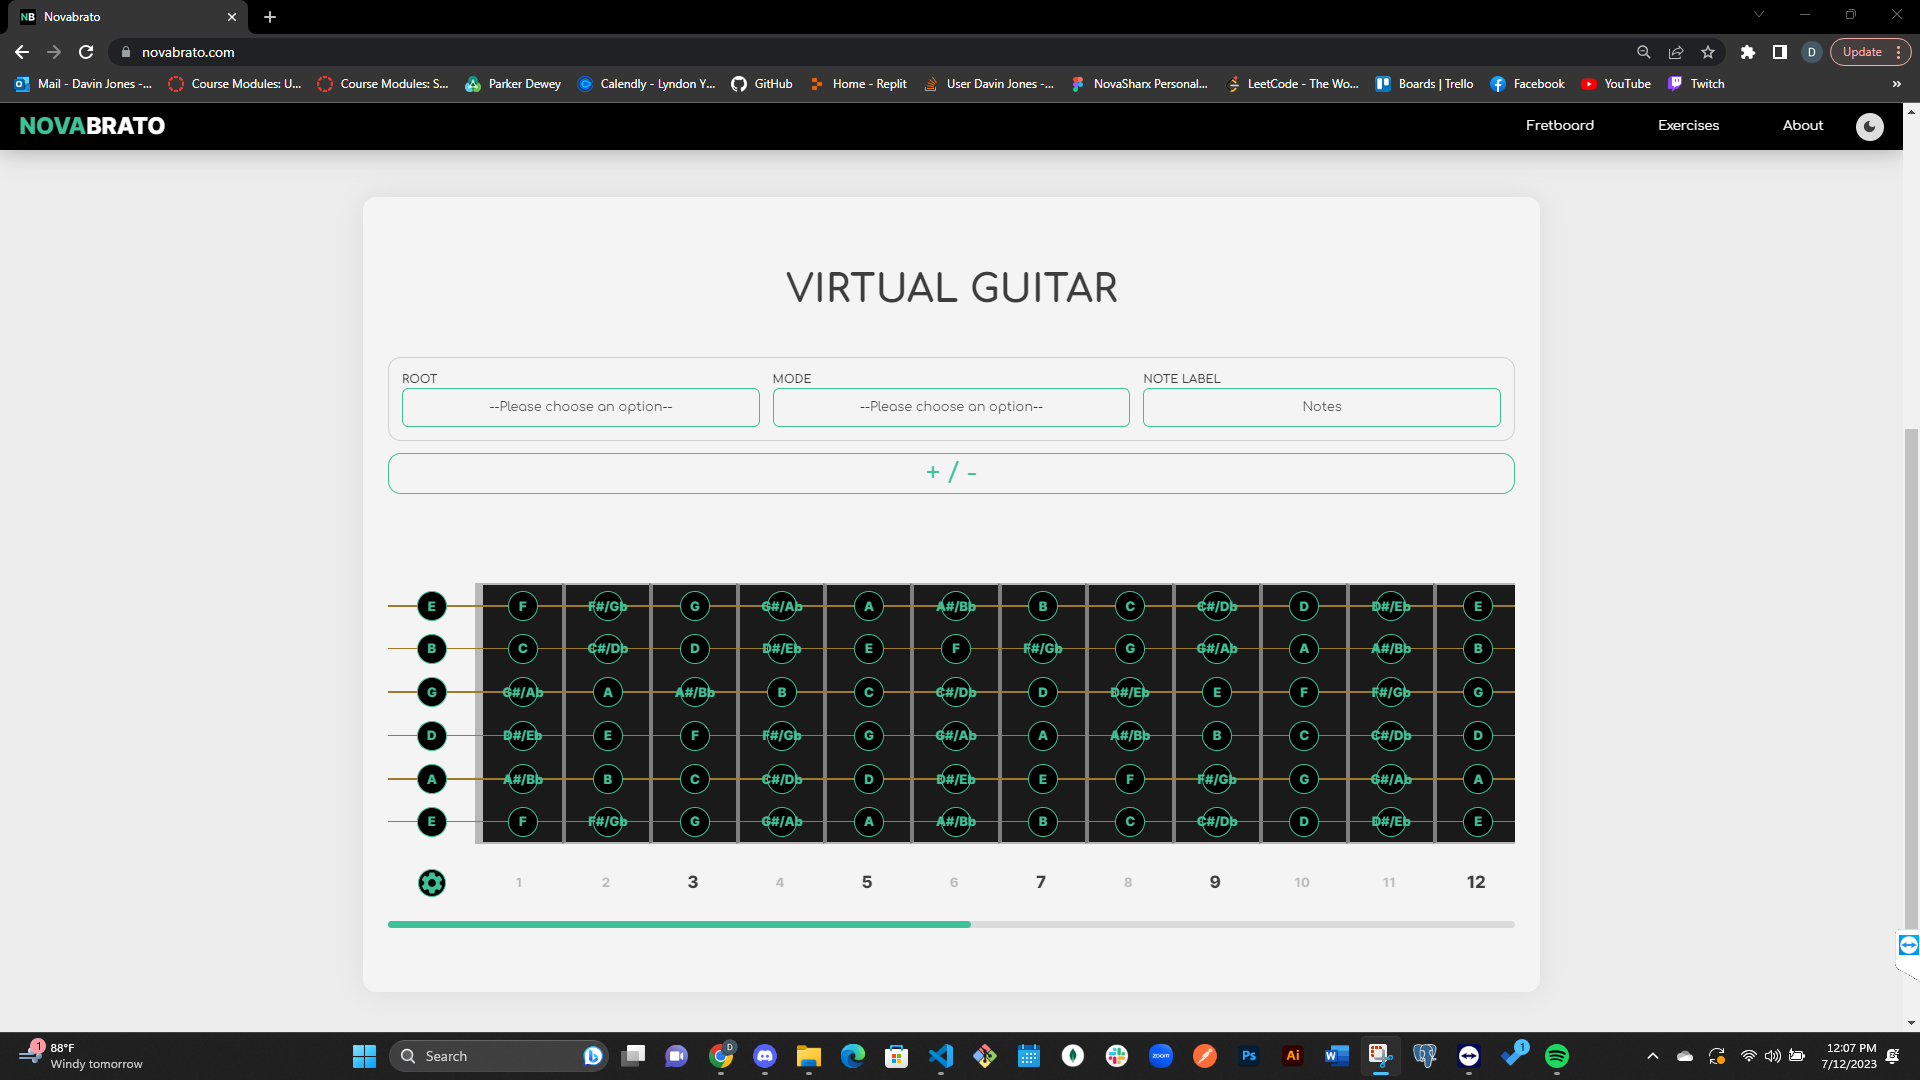 NB Novabrato
novabrato.com D Update
Mail - Davin Jones -... Course Modules: U... Course Modules: S... Parker Dewey Calendly - Lyndon Y... GitHub Home - Replit User Davin Jones -... NovaSharx Personal... LeetCode - The Wo... Boards | Trello Facebook YouTube Twitch »
NOVABRATO Fretboard Exercises About
VIRTUAL GUITAR
ROOT MODE NOTE LABEL
--Please choose an option-- --Please choose an option-- Notes
+ / -
E F F#/Gb G G#/Ab A A#/Bb B C C#/Db D D#/Eb E
B C C#/Db D D#/Eb E F F#/Gb G G#/Ab A A#/Bb B
G G#/Ab A A#/Bb B C C#/Db D D#/Eb E F F#/Gb G
D D#/Eb E F F#/Gb G G#/Ab A A#/Bb B C C#/Db D
A A#/Bb B C C#/Db D D#/Eb E F F#/Gb G G#/Ab A
E F F#/Gb G G#/Ab A A#/Bb B C C#/Db D D#/Eb E
1 2 3 4 5 6 7 8 9 10 11 12
1 88°F
Windy tomorrow
Search
D
zoom
Ps
Ai
W
1
12:07 PM
7/12/2023